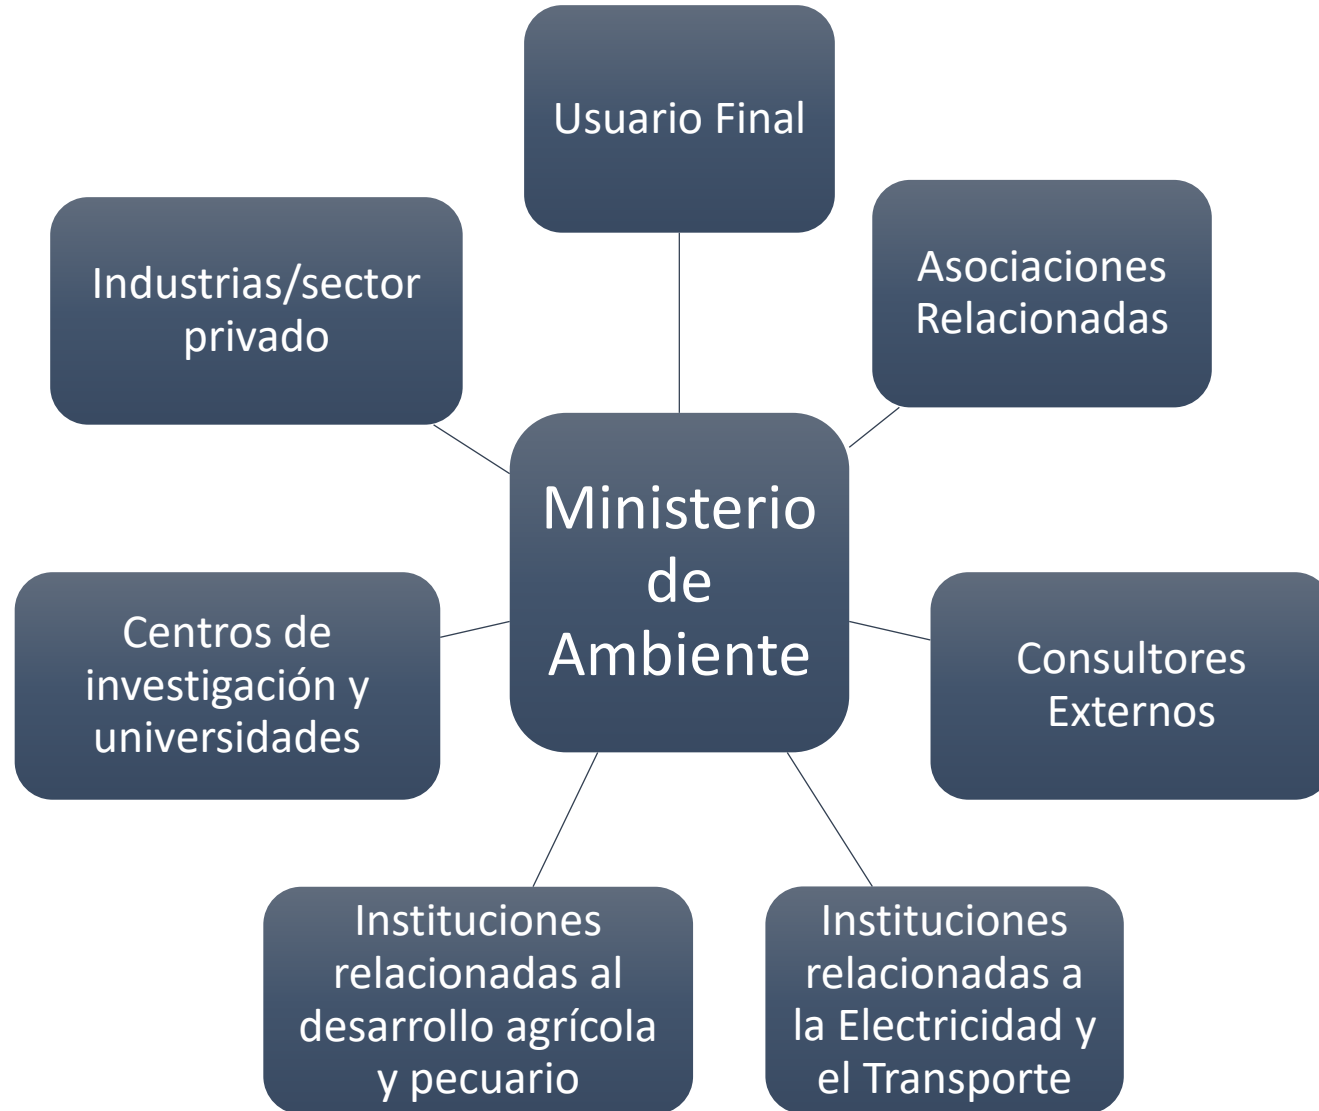 Usuario Final
Asociaciones
Relacionadas
Industrias/sector
privado
Ministerio
de
Ambiente
Centros de
investigación y
universidades
Consultores
Externos
Instituciones
relacionadas al
desarrollo agrícola
y pecuario
Instituciones
relacionadas a
la Electricidad y
el Transporte